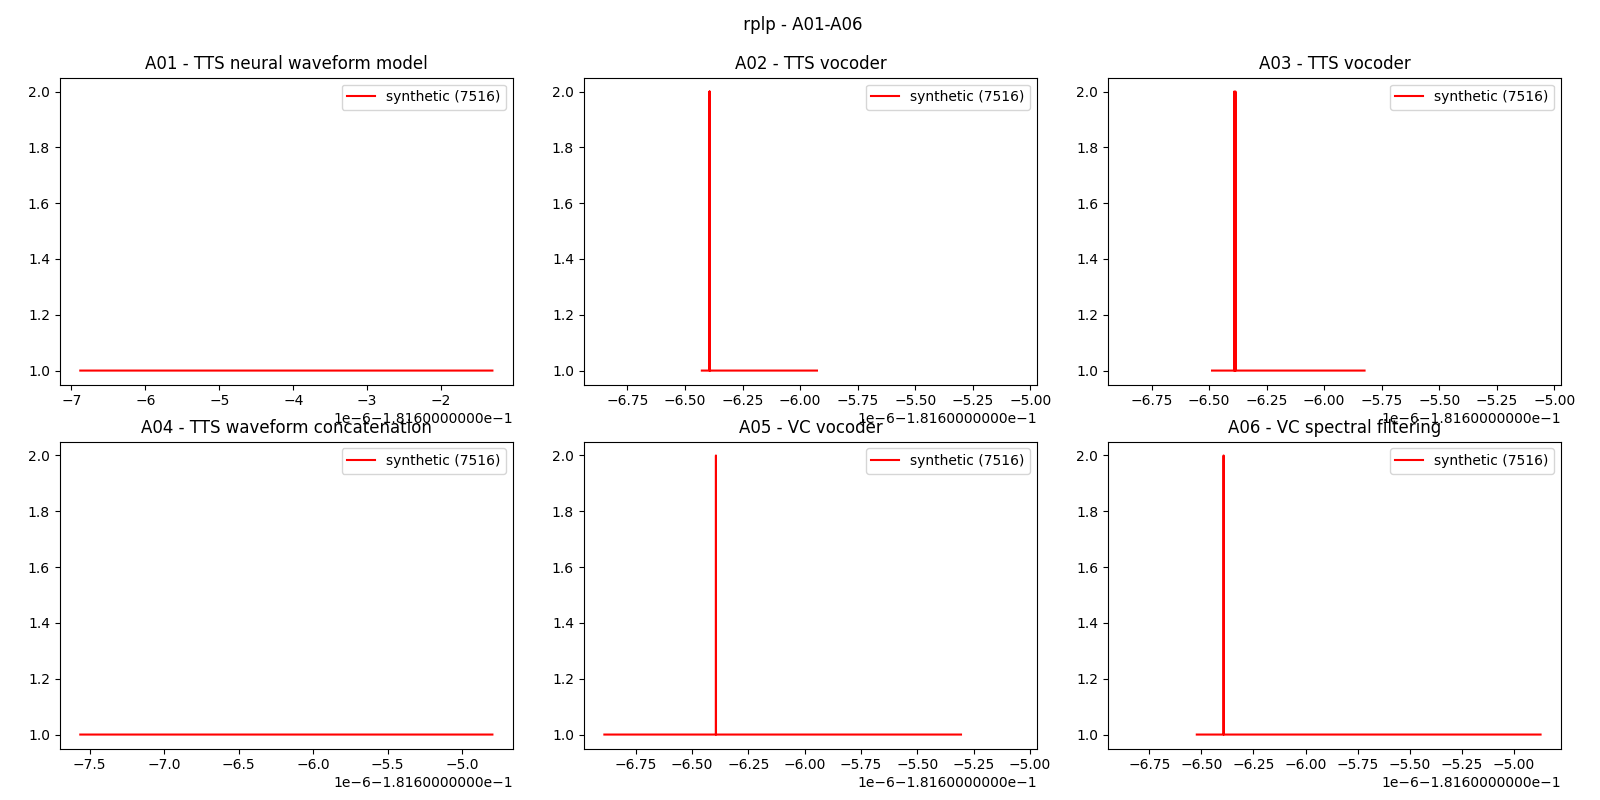 rplp - A01-A06
A01 - TTS neural waveform model
synthetic (7516)
2.0
1.8
1.6
1.4
1.2
1.0
−7 −6 −5 −4 −3 −2
1e−6−1.8160000000e−1
A02 - TTS vocoder
synthetic (7516)
2.0
1.8
1.6
1.4
1.2
1.0
−6.75 −6.50 −6.25 −6.00 −5.75 −5.50 −5.25 −5.00
1e−6−1.8160000000e−1
A03 - TTS vocoder
synthetic (7516)
2.0
1.8
1.6
1.4
1.2
1.0
−6.75 −6.50 −6.25 −6.00 −5.75 −5.50 −5.25 −5.00
1e−6−1.8160000000e−1
A04 - TTS waveform concatenation
synthetic (7516)
2.0
1.8
1.6
1.4
1.2
1.0
−7.5 −7.0 −6.5 −6.0 −5.5 −5.0
1e−6−1.8160000000e−1
A05 - VC vocoder
synthetic (7516)
2.0
1.8
1.6
1.4
1.2
1.0
−6.75 −6.50 −6.25 −6.00 −5.75 −5.50 −5.25 −5.00
1e−6−1.8160000000e−1
A06 - VC spectral filtering
synthetic (7516)
2.0
1.8
1.6
1.4
1.2
1.0
−6.75 −6.50 −6.25 −6.00 −5.75 −5.50 −5.25 −5.00
1e−6−1.8160000000e−1